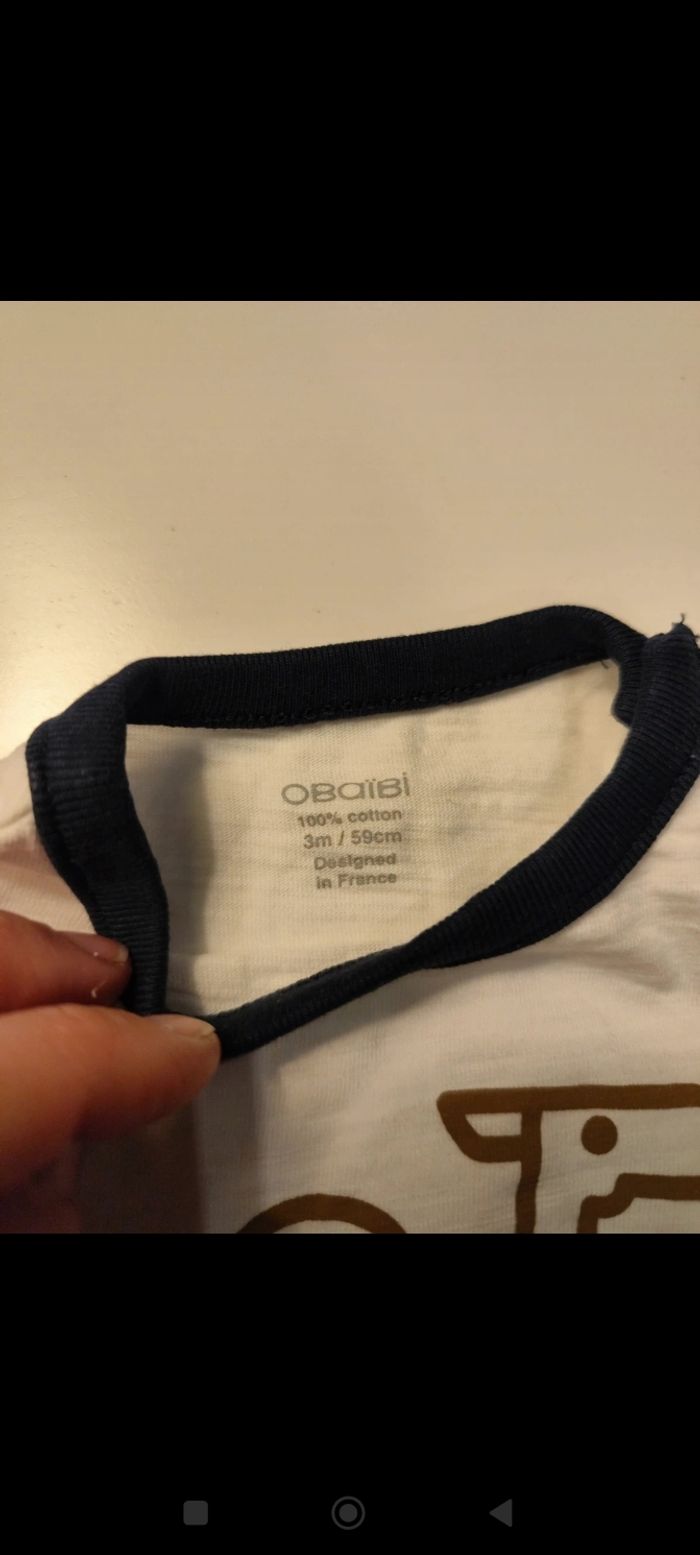 OBaïBi
100% cotton
3m / 59cm
Designed
in France